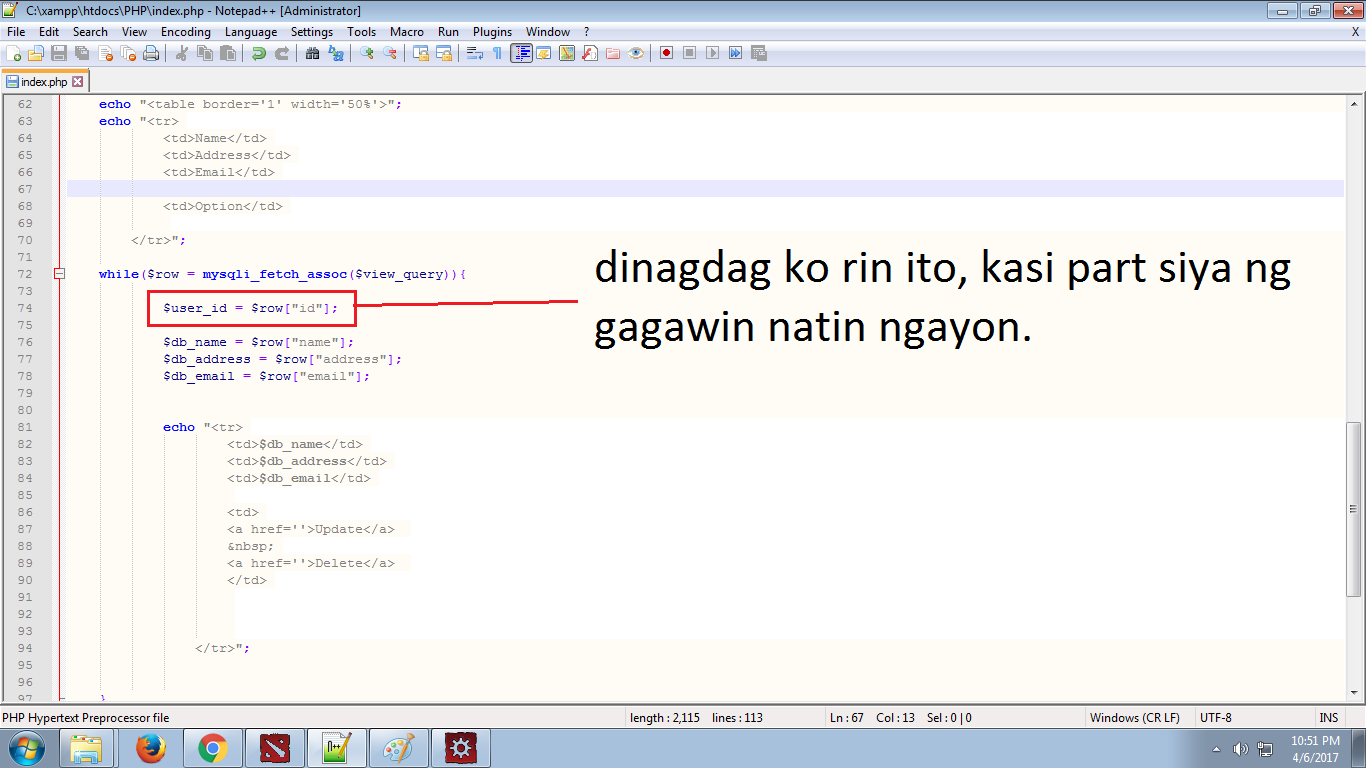 C:\xampp\htdocs\PHP\index.php - Notepad++ [Administrator]
File Edit Search View Encoding Language Settings Tools Macro Run Plugins Window ? X
index.php
62 echo "<table border='1' width='50%'>";
63 echo "<tr>
64 <td>Name</td>
65 <td>Address</td>
66 <td>Email</td>
67
68 <td>Option</td>
69
70 </tr>";
71
72 while($row = mysqli_fetch_assoc($view_query)){
73
74 $user_id = $row["id"];
75
76 $db_name = $row["name"];
77 $db_address = $row["address"];
78 $db_email = $row["email"];
79
80
81 echo "<tr>
82 <td>$db_name</td>
83 <td>$db_address</td>
84 <td>$db_email</td>
85
86 <td>
87 <a href=''>Update</a>
88 &nbsp;
89 <a href=''>Delete</a>
90 </td>
91
92
93
94 </tr>";
95
96
97 }
dinagdag ko rin ito, kasi part siya ng
gagawin natin ngayon.
PHP Hypertext Preprocessor file length : 2,115 lines : 113 Ln : 67 Col : 13 Sel : 0 | 0 Windows (CR LF) UTF-8 INS
10:51 PM
4/6/2017